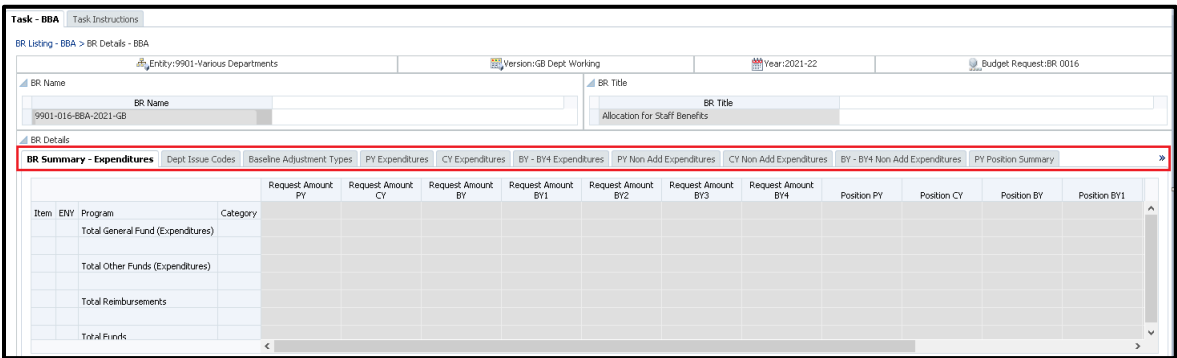 Task - BBA Task Instructions
BR Listing - BBA > BR Details - BBA
Entity:9901-Various Departments Version:GB Dept Working Year:2021-22 Budget Request:BR 0016
BR Name BR Title
BR Name BR Title
9901-016-BBA-2021-GB Allocation for Staff Benefits
BR Details
BR Summary - Expenditures Dept Issue Codes Baseline Adjustment Types PY Expenditures CY Expenditures BY - BY4 Expenditures PY Non Add Expenditures CY Non Add Expenditures BY - BY4 Non Add Expenditures PY Position Summary »
Request Amount Request Amount Request Amount Request Amount Request Amount Request Amount Request Amount
PY CY BY BY1 BY2 BY3 BY4 Position PY Position CY Position BY Position BY1
Item ENY Program Category
Total General Fund (Expenditures)
Total Other Funds (Expenditures)
Total Reimbursements
Total Funds